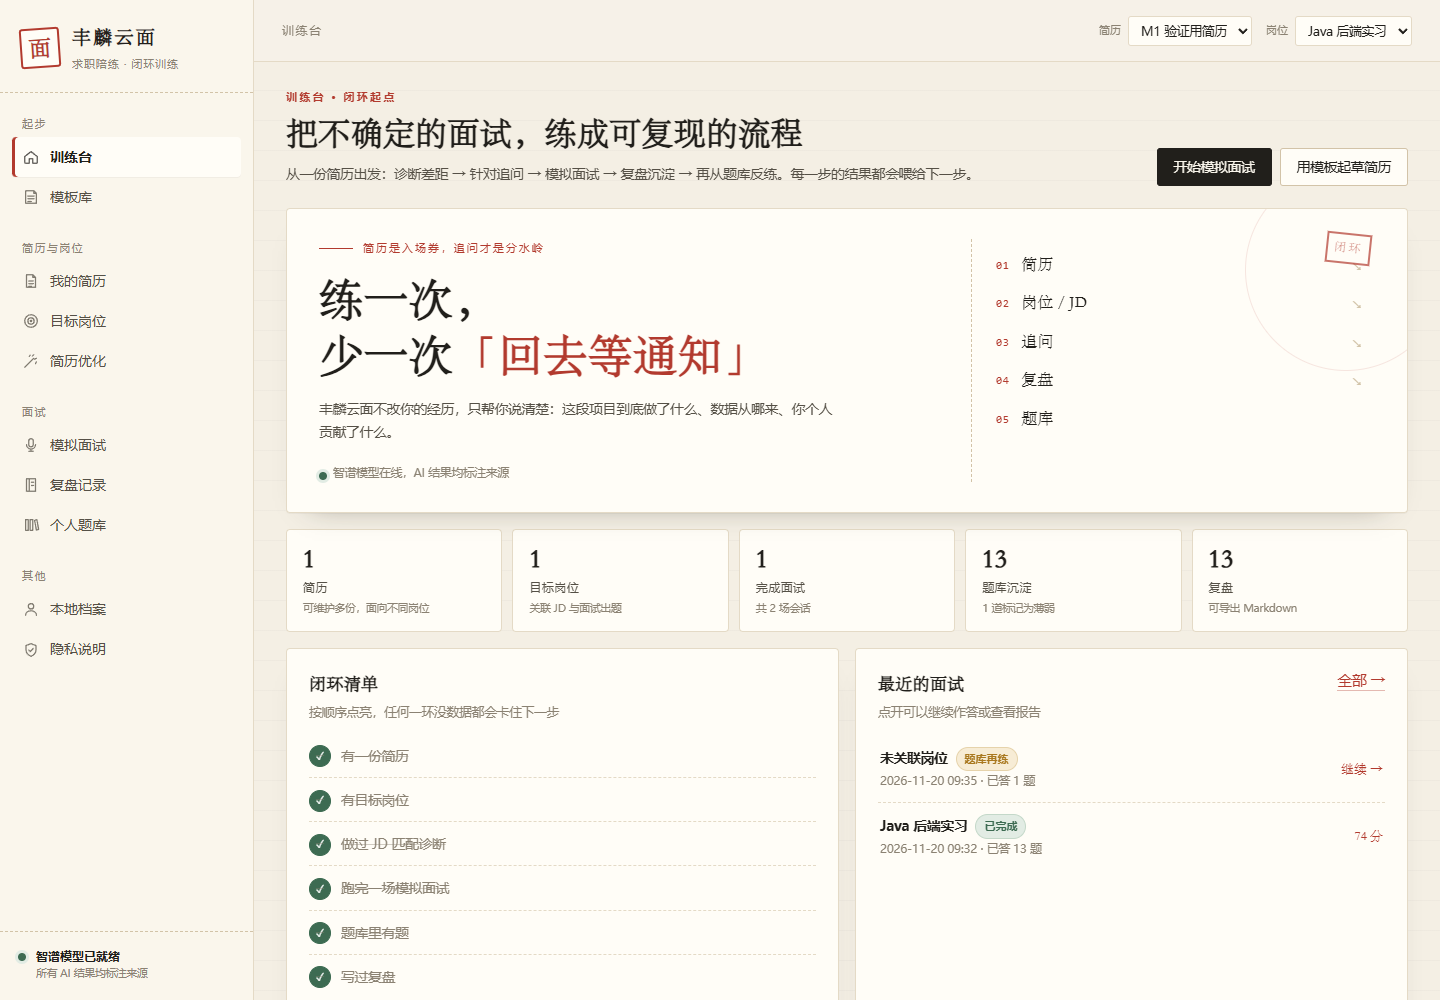 面
丰麟云面
求职陪练 · 闭环训练
起步
训练台
模板库
简历与岗位
我的简历
目标岗位
简历优化
面试
模拟面试
复盘记录
个人题库
其他
本地档案
隐私说明
智谱模型已就绪
所有 AI 结果均标注来源
训练台
简历 M1 验证用简历
岗位 Java 后端实习
训练台 • 闭环起点
把不确定的面试，练成可复现的流程
从一份简历出发：诊断差距 → 针对追问 → 模拟面试 → 复盘沉淀 → 再从题库反练。每一步的结果都会喂给下一步。
开始模拟面试
用模板起草简历
简历是入场券，追问才是分水岭
练一次，
少一次「回去等通知」
丰麟云面不改你的经历，只帮你说清楚：这段项目到底做了什么、数据从哪来、你个人
贡献了什么。
智谱模型在线，AI 结果均标注来源
闭环
01 简历 ↘
02 岗位 / JD ↘
03 追问 ↘
04 复盘 ↘
05 题库
1
简历
可维护多份，面向不同岗位
1
目标岗位
关联 JD 与面试出题
1
完成面试
共 2 场会话
13
题库沉淀
1 道标记为薄弱
13
复盘
可导出 Markdown
闭环清单
按顺序点亮，任何一环没数据都会卡住下一步
✓ 有一份简历
✓ 有目标岗位
✓ 做过 JD 匹配诊断
✓ 跑完一场模拟面试
✓ 题库里有题
✓ 写过复盘
最近的面试
全部 →
点开可以继续作答或查看报告
未关联岗位 题库再练
2026-11-20 09:35 · 已答 1 题
继续 →
Java 后端实习 已完成
2026-11-20 09:32 · 已答 13 题
74 分